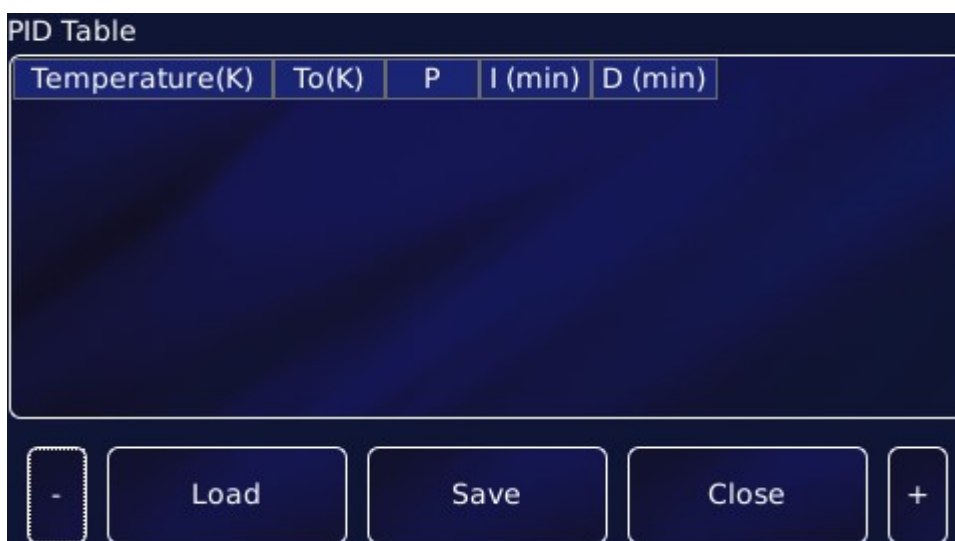 PID Table
Temperature(K) To(K) P I (min) D (min)
- Load Save Close +